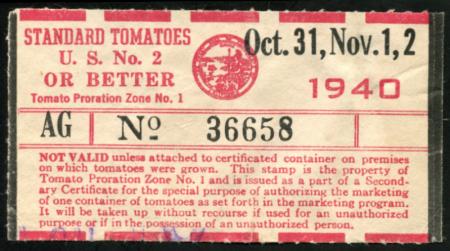 STANDARD TOMATOES
U. S. No. 2
OR BETTER
Tomato Proration Zone No. 1
Oct. 31, Nov. 1, 2
1940
AG No 36658
NOT VALID unless attached to certificated container on premises
on which tomatoes were grown. This stamp is the property of
Tomato Proration Zone No. 1 and is issued as a part of a Second-
ary Certificate for the special purpose of authorizing the marketing
of one container of tomatoes as set forth in the marketing program.
It will be taken up without recourse if used for an unauthorized
purpose or if in the possession of an unauthorized person.